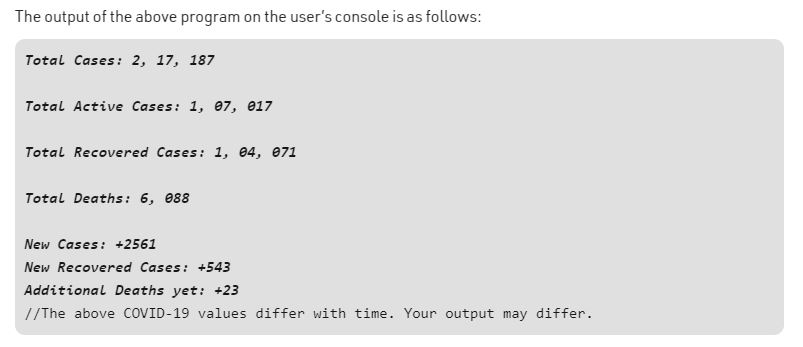 The output of the above program on the user's console is as follows:
Total Cases: 2, 17, 187
Total Active Cases: 1, 07, 017
Total Recovered Cases: 1, 04, 071
Total Deaths: 6, 088
New Cases: +2561
New Recovered Cases: +543
Additional Deaths yet: +23
//The above COVID-19 values differ with time. Your output may differ.